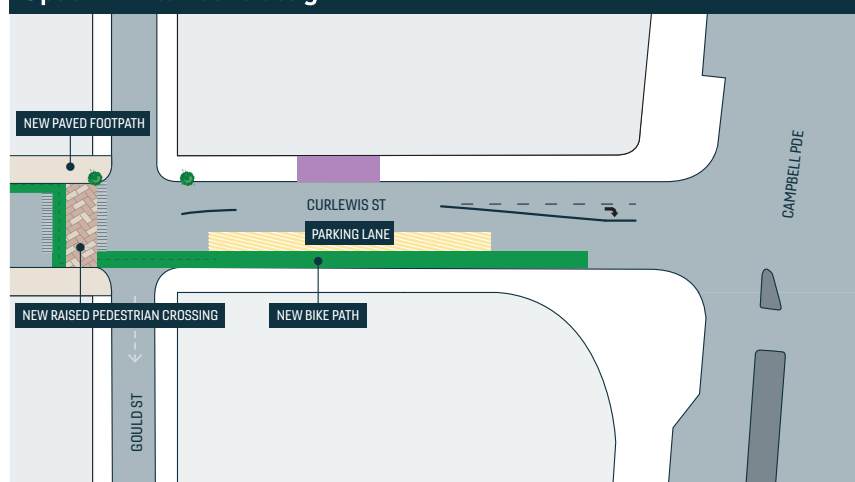 NEW PAVED FOOTPATH
CAMPBELL PDE
CURLEWIS ST
PARKING LANE
NEW RAISED PEDESTRIAN CROSSING
NEW BIKE PATH
GOULD ST